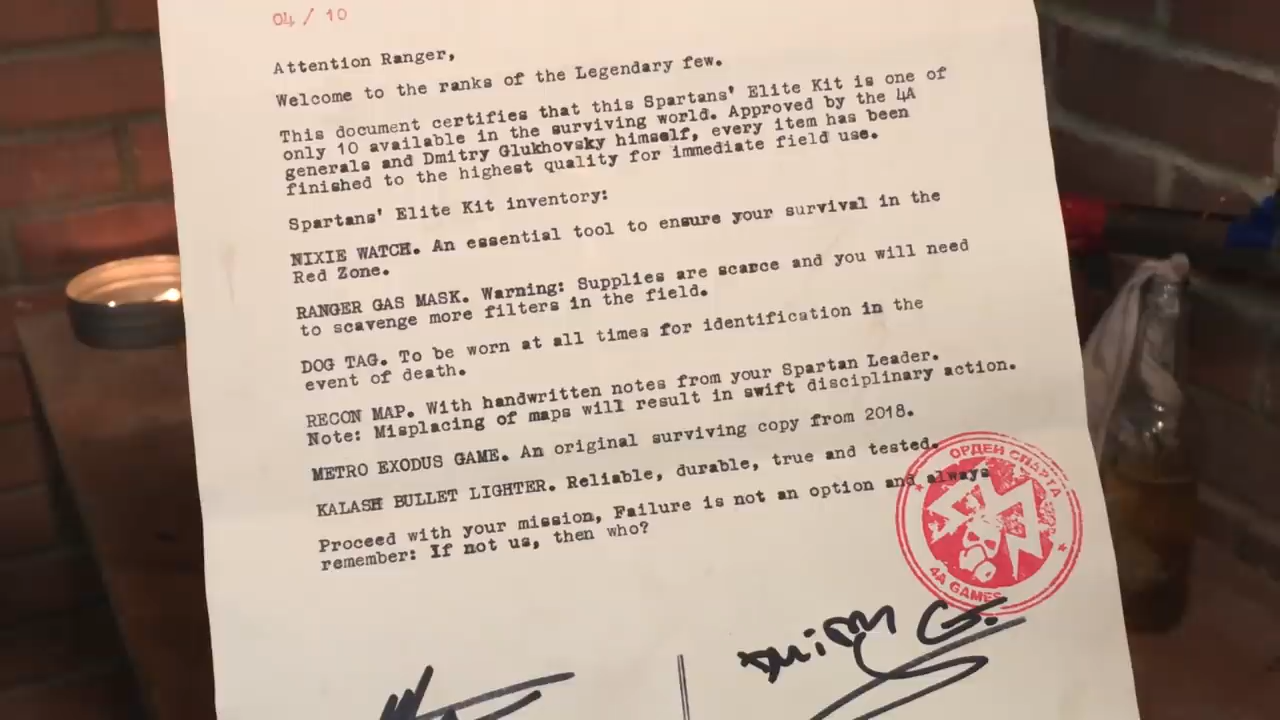 04 / 10
Attention Ranger,
Welcome to the ranks of the Legendary few.
This document certifies that this Spartans' Elite Kit is one of
only 10 available in the surviving world. Approved by the 4A
generals and Dmitry Glukhovsky himself, every item has been
finished to the highest quality for immediate field use.
Spartans' Elite Kit inventory:
NIXIE WATCH. An essential tool to ensure your survival in the
Red Zone.
RANGER GAS MASK. Warning: Supplies are scarce and you will need
to scavenge more filters in the field.
DOG TAG. To be worn at all times for identification in the
event of death.
RECON MAP. With handwritten notes from your Spartan Leader.
Note: Misplacing of maps will result in swift disciplinary action.
METRO EXODUS GAME. An original surviving copy from 2018.
KALASH BULLET LIGHTER. Reliable, durable, true and tested.
Proceed with your mission, Failure is not an option and always
remember: If not us, then who?
ОРДЕН СПАРТА
4A GAMES